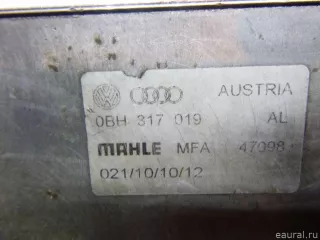 AUSTRIA
0BH 317 019 AL
MAHLE MFA 47098
021/10/10/12
© eaural.ru